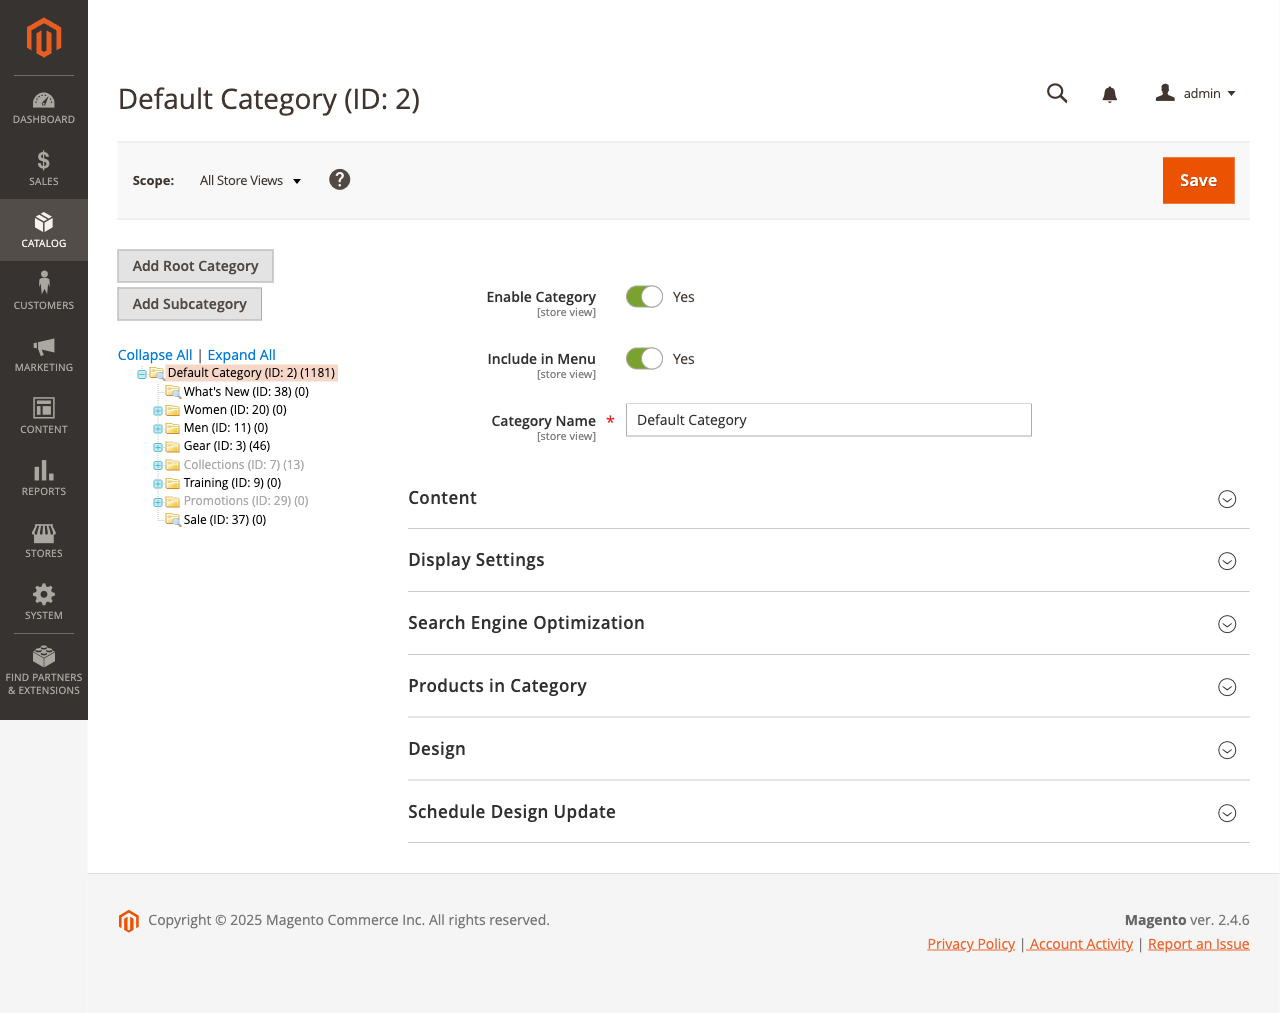 Default Category (ID: 2)
admin
Scope: All Store Views ?
Save
DASHBOARD
SALES
CATALOG
CUSTOMERS
MARKETING
CONTENT
REPORTS
STORES
SYSTEM
FIND PARTNERS
& EXTENSIONS
Add Root Category
Add Subcategory
Collapse All | Expand All
Default Category (ID: 2) (1181)
What's New (ID: 38) (0)
Women (ID: 20) (0)
Men (ID: 11) (0)
Gear (ID: 3) (46)
Collections (ID: 7) (13)
Training (ID: 9) (0)
Promotions (ID: 29) (0)
Sale (ID: 37) (0)
Enable Category Yes
[store view]
Include in Menu Yes
[store view]
Category Name * Default Category
[store view]
Content
Display Settings
Search Engine Optimization
Products in Category
Design
Schedule Design Update
Copyright © 2025 Magento Commerce Inc. All rights reserved.
Magento ver. 2.4.6
Privacy Policy | Account Activity | Report an Issue